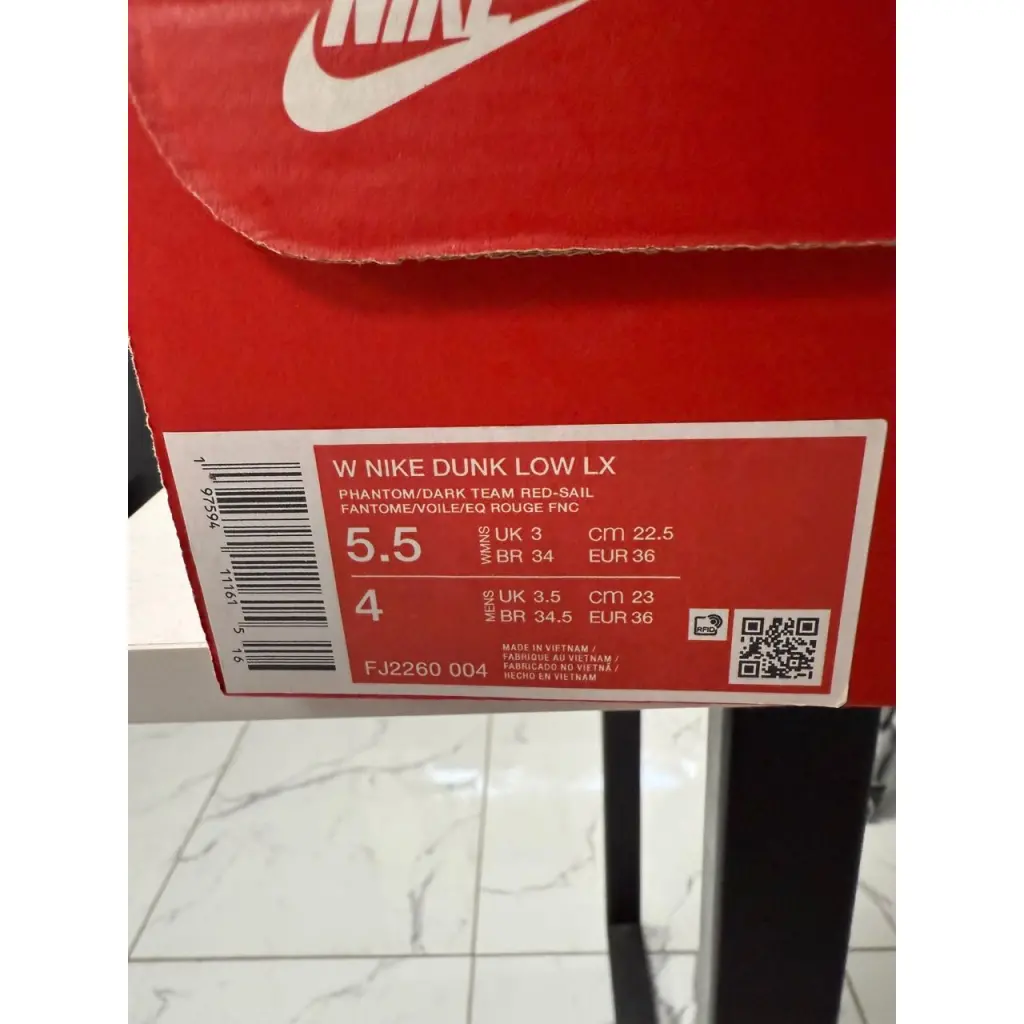 NIKE
W NIKE DUNK LOW LX
PHANTOM/DARK TEAM RED-SAIL
FANTOME/VOILE/EQ ROUGE FNC
5.5 WMNS UK 3 cm 22.5
BR 34 EUR 36
4 MENS UK 3.5 cm 23
BR 34.5 EUR 36
FJ2260 004
MADE IN VIETNAM /
FABRIQUE AU VIETNAM /
FABRICADO NO VIETNÃ /
HECHO EN VIETNAM
RFID
1 97594 11161 5 16